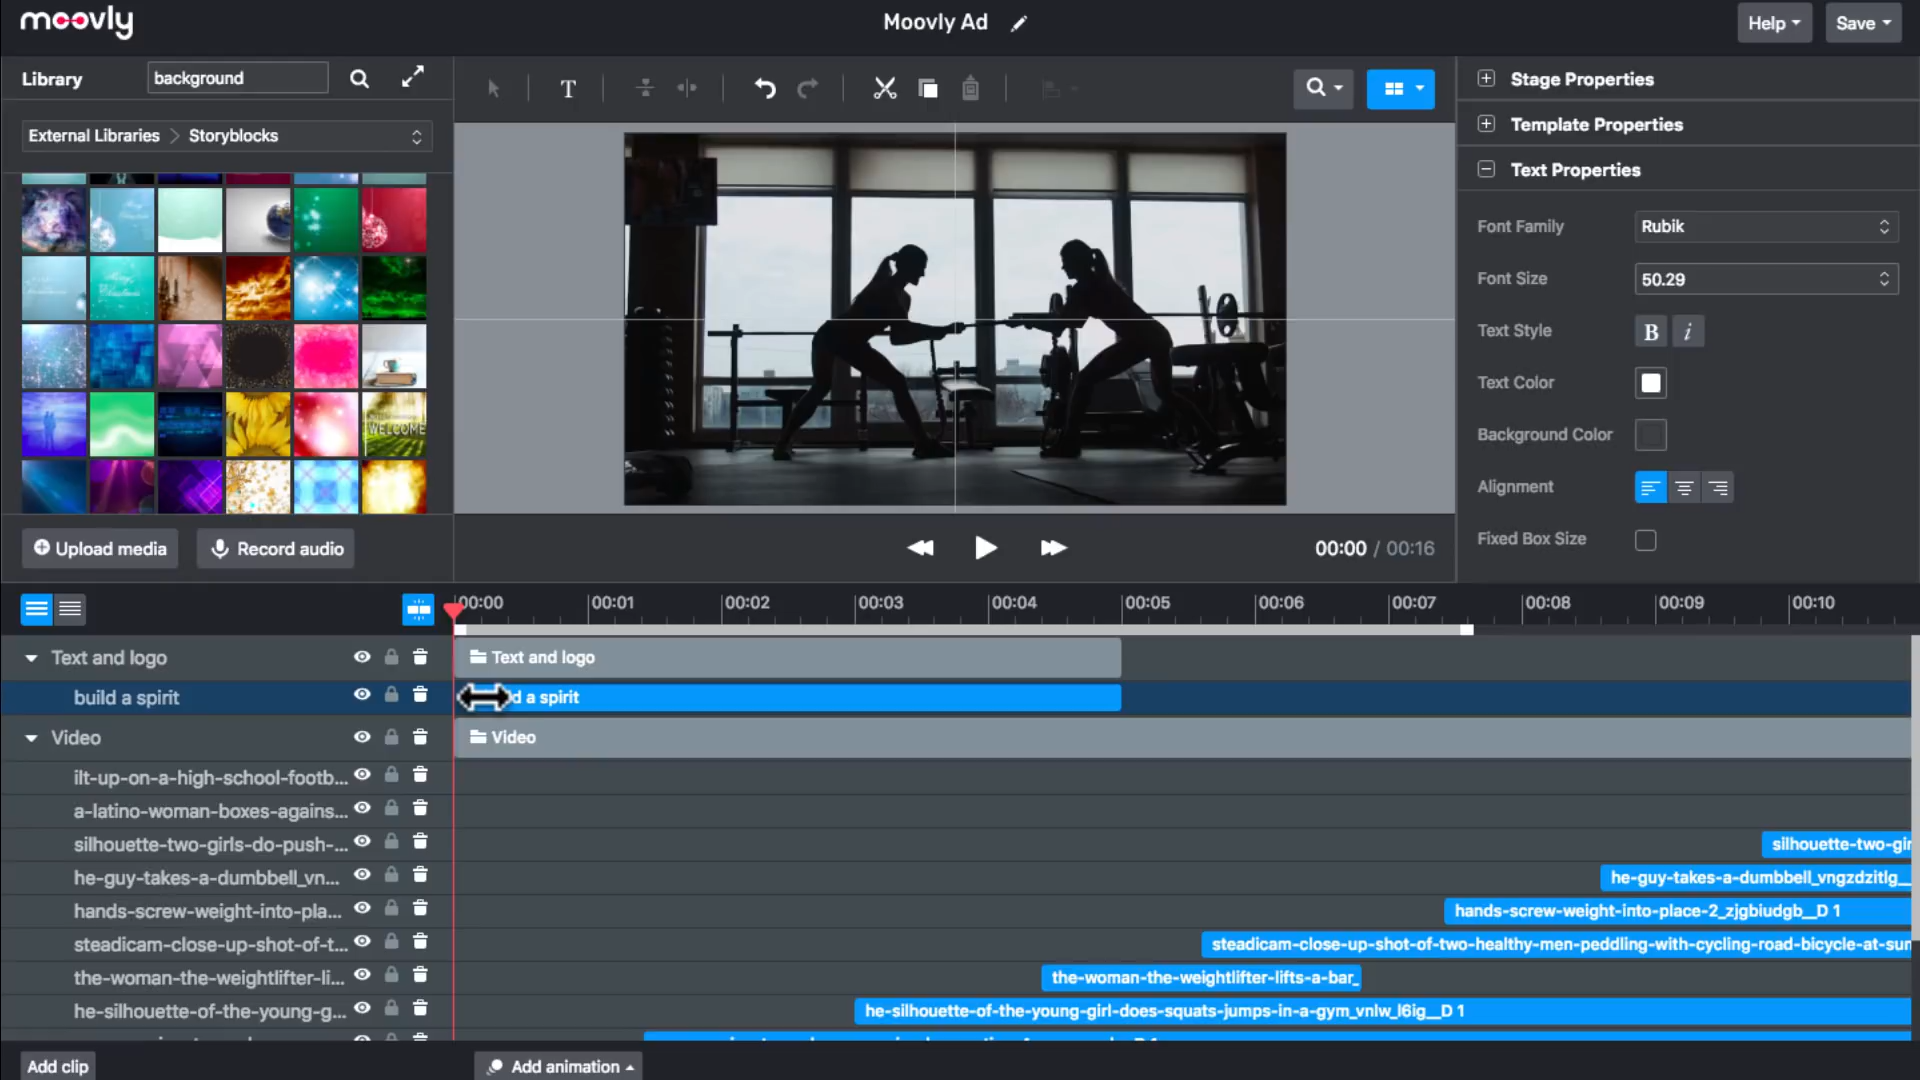 moovly
Moovly Ad
Help
Save
Library
background
T
External Libraries > Storyblocks
WELCOME
Upload media
Record audio
00:00 / 00:16
Stage Properties
Template Properties
Text Properties
Font Family
Rubik
Font Size
50.29
Text Style
B i
Text Color
Background Color
Alignment
Fixed Box Size
00:00
00:01
00:02
00:03
00:04
00:05
00:06
00:07
00:08
00:09
00:10
Text and logo
Text and logo
build a spirit
d a spirit
Video
Video
ilt-up-on-a-high-school-footb...
a-latino-woman-boxes-agains...
silhouette-two-girls-do-push-...
silhouette-two-gir
he-guy-takes-a-dumbbell_vn...
he-guy-takes-a-dumbbell_vngzdzitlg_
hands-screw-weight-into-pla...
hands-screw-weight-into-place-2_zjgbiudgb__D 1
steadicam-close-up-shot-of-t...
steadicam-close-up-shot-of-two-healthy-men-peddling-with-cycling-road-bicycle-at-sun
the-woman-the-weightlifter-li...
the-woman-the-weightlifter-lifts-a-bar_
he-silhouette-of-the-young-g...
he-silhouette-of-the-young-girl-does-squats-jumps-in-a-gym_vnlw_l6ig__D 1
Add clip
Add animation